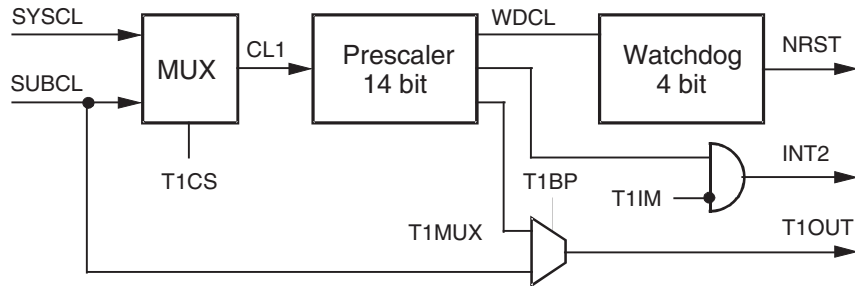 SYSCL
WDCL
CL1
NRST
MUX
Prescaler
14 bit
Watchdog
4 bit
SUBCL
INT2
T1CS
T1BP
T1IM
T1MUX
T1OUT